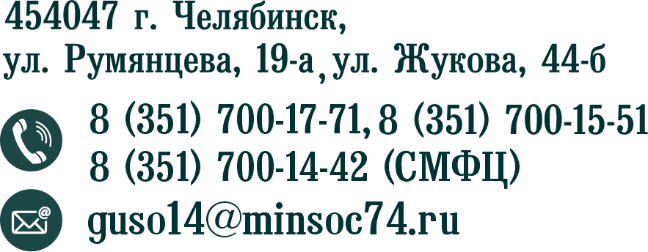 454047 г. Челябинск,
ул. Румянцева, 19-а, ул. Жукова, 44-б
8 (351) 700-17-71, 8 (351) 700-15-51
8 (351) 700-14-42 (СМФЦ)
guso14@minsoc74.ru